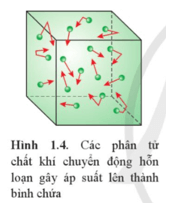 Hình 1.4. Các phân tử
chất khí chuyển động hỗn
loạn gây áp suất lên thành
bình chứa